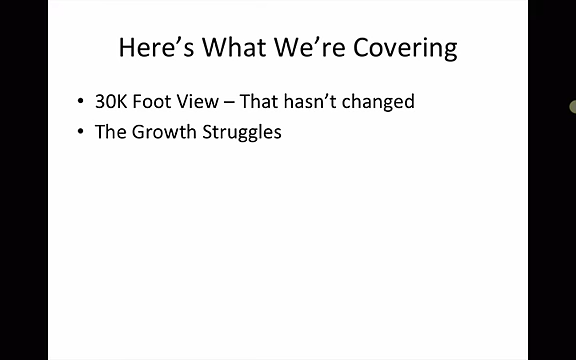 Here’s What We’re Covering
• 30K Foot View – That hasn’t changed
• The Growth Struggles